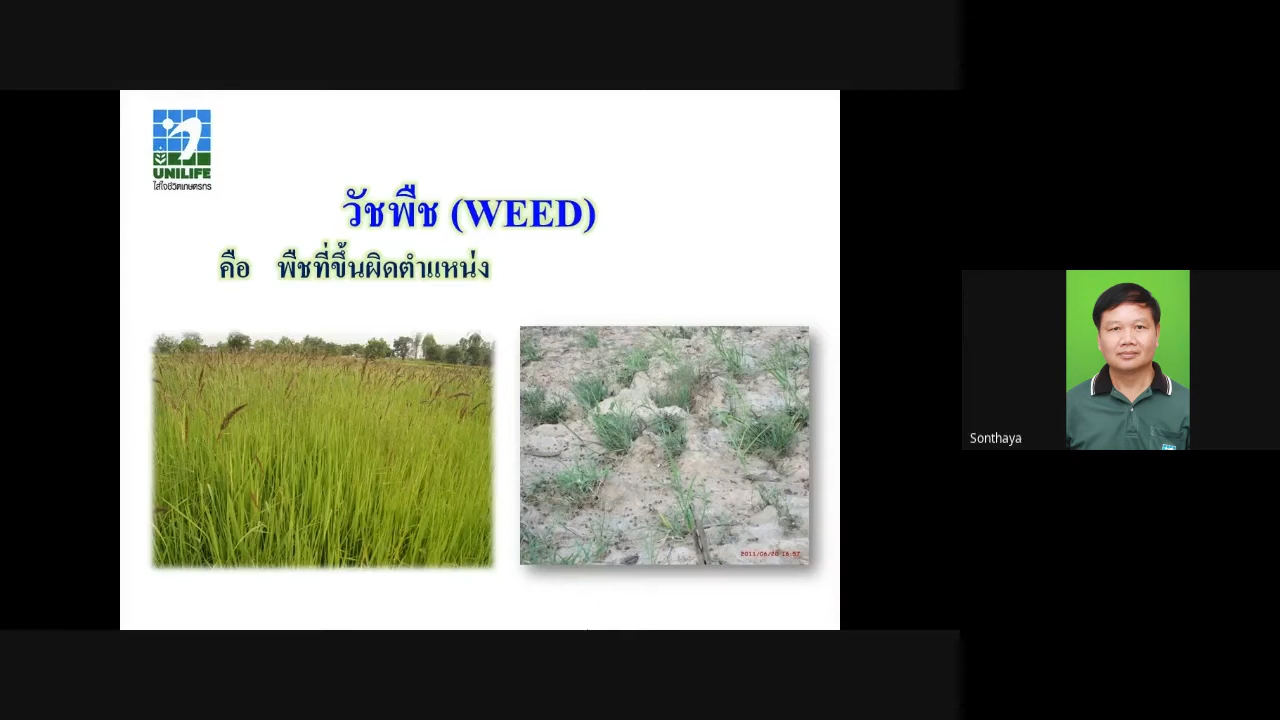 UNILIFE
ใส่ใจชีวิตเกษตรกร
วัชพืช (WEED)
คือ พืชที่ขึ้นผิดตำแหน่ง
2011/06/20 16:57
Sonthaya